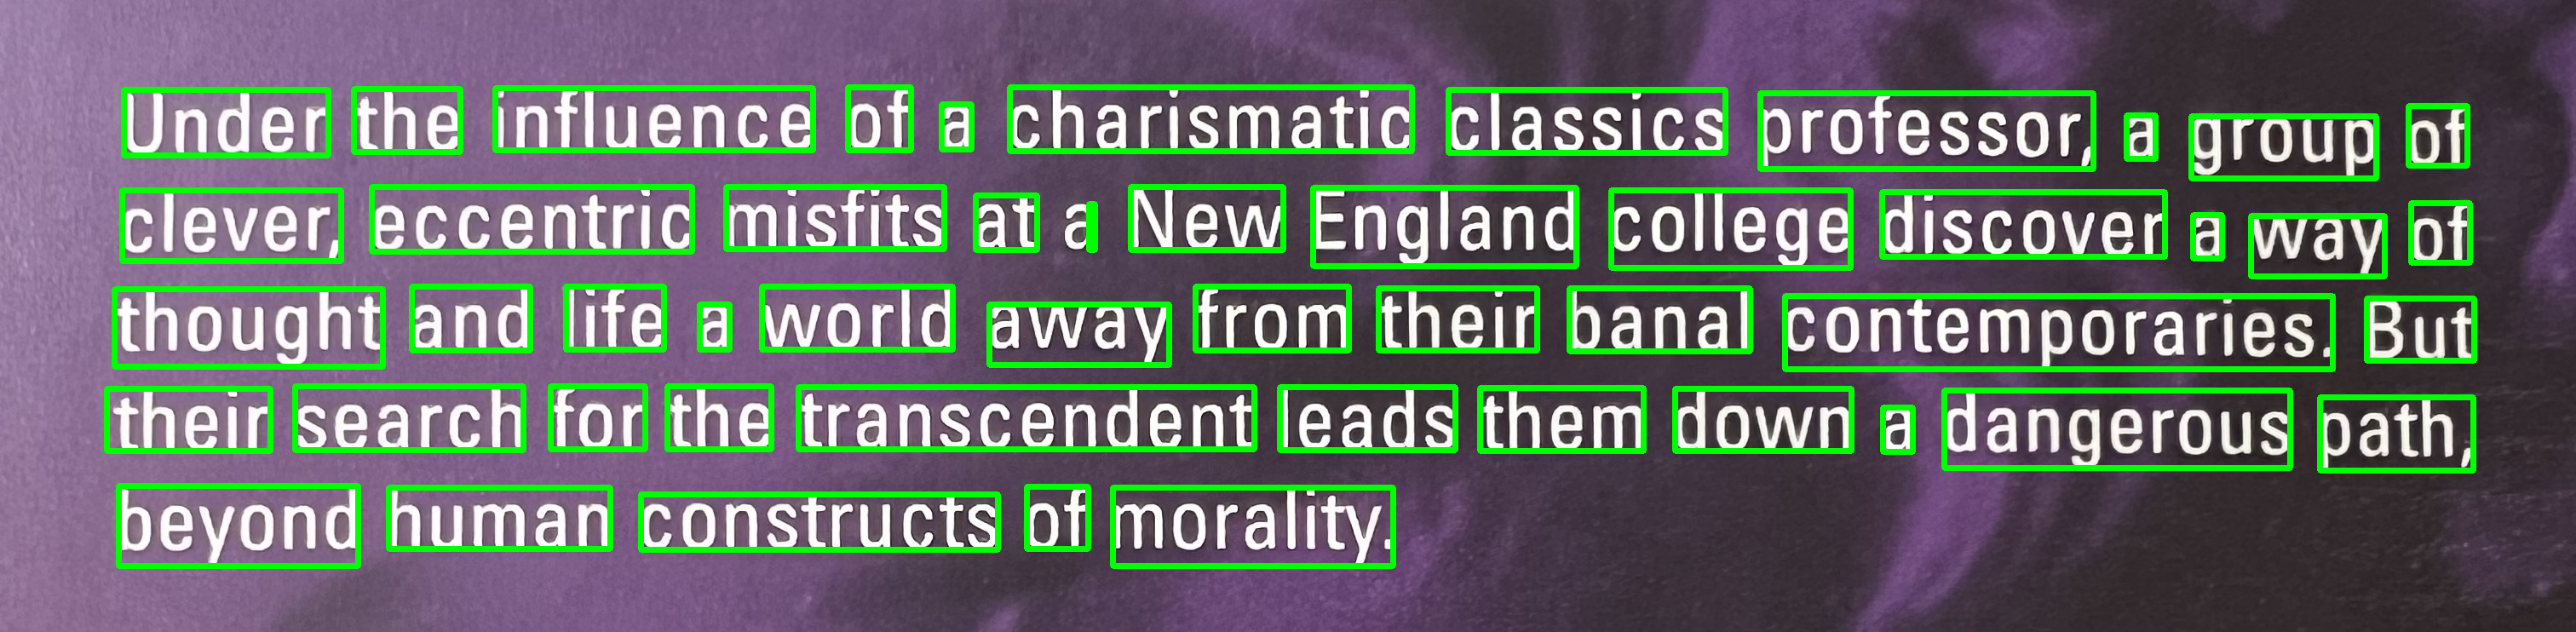 Under the influence of a charismatic classics professor, a group of
clever, eccentric misfits at a New England college discover a way of
thought and life a world away from their banal contemporaries. But
their search for the transcendent leads them down a dangerous path,
beyond human constructs of morality.